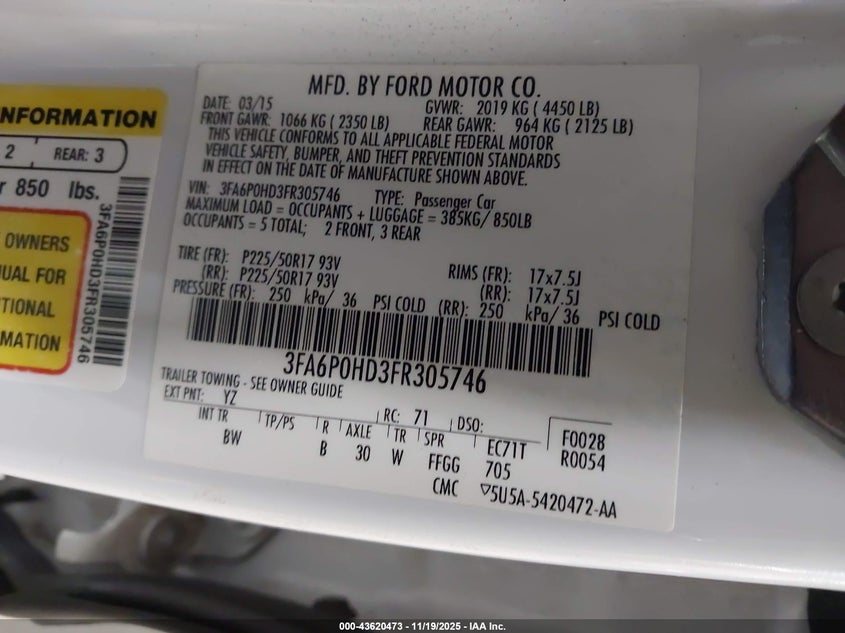 INFORMATION
2 REAR: 3
850 lbs.
OWNERS
FOR
3FA6P0HD3FR305746
MFD. BY FORD MOTOR CO.
DATE: 03/15 GVWR: 2019 KG ( 4450 LB)
FRONT GAWR: 1066 KG ( 2350 LB) REAR GAWR: 964 KG ( 2125 LB)
THIS VEHICLE CONFORMS TO ALL APPLICABLE FEDERAL MOTOR
VEHICLE SAFETY, BUMPER, AND THEFT PREVENTION STANDARDS
IN EFFECT ON THE DATE OF MANUFACTURE SHOWN ABOVE.
VIN: 3FA6P0HD3FR305746 TYPE: Passenger Car
MAXIMUM LOAD = OCCUPANTS + LUGGAGE = 385KG/ 850LB
OCCUPANTS = 5 TOTAL; 2 FRONT, 3 REAR
TIRE (FR): P225/50R17 93V RIMS (FR): 17x7.5J
(RR): P225/50R17 93V (RR): 17x7.5J
PRESSURE (FR): 250 kPa/ 36 PSI COLD (RR): 250 kPa/ 36 PSI COLD
3FA6P0HD3FR305746
TRAILER TOWING - SEE OWNER GUIDE
EXT PNT: YZ RC: 71 DSO: F0028
INT TR TP/PS R AXLE TR SPR EC71T R0054
BW B 30 W FFGG 705
CMC ▽5U5A-5420472-AA
000-43620473 - 11/19/2025 - IAA Inc.